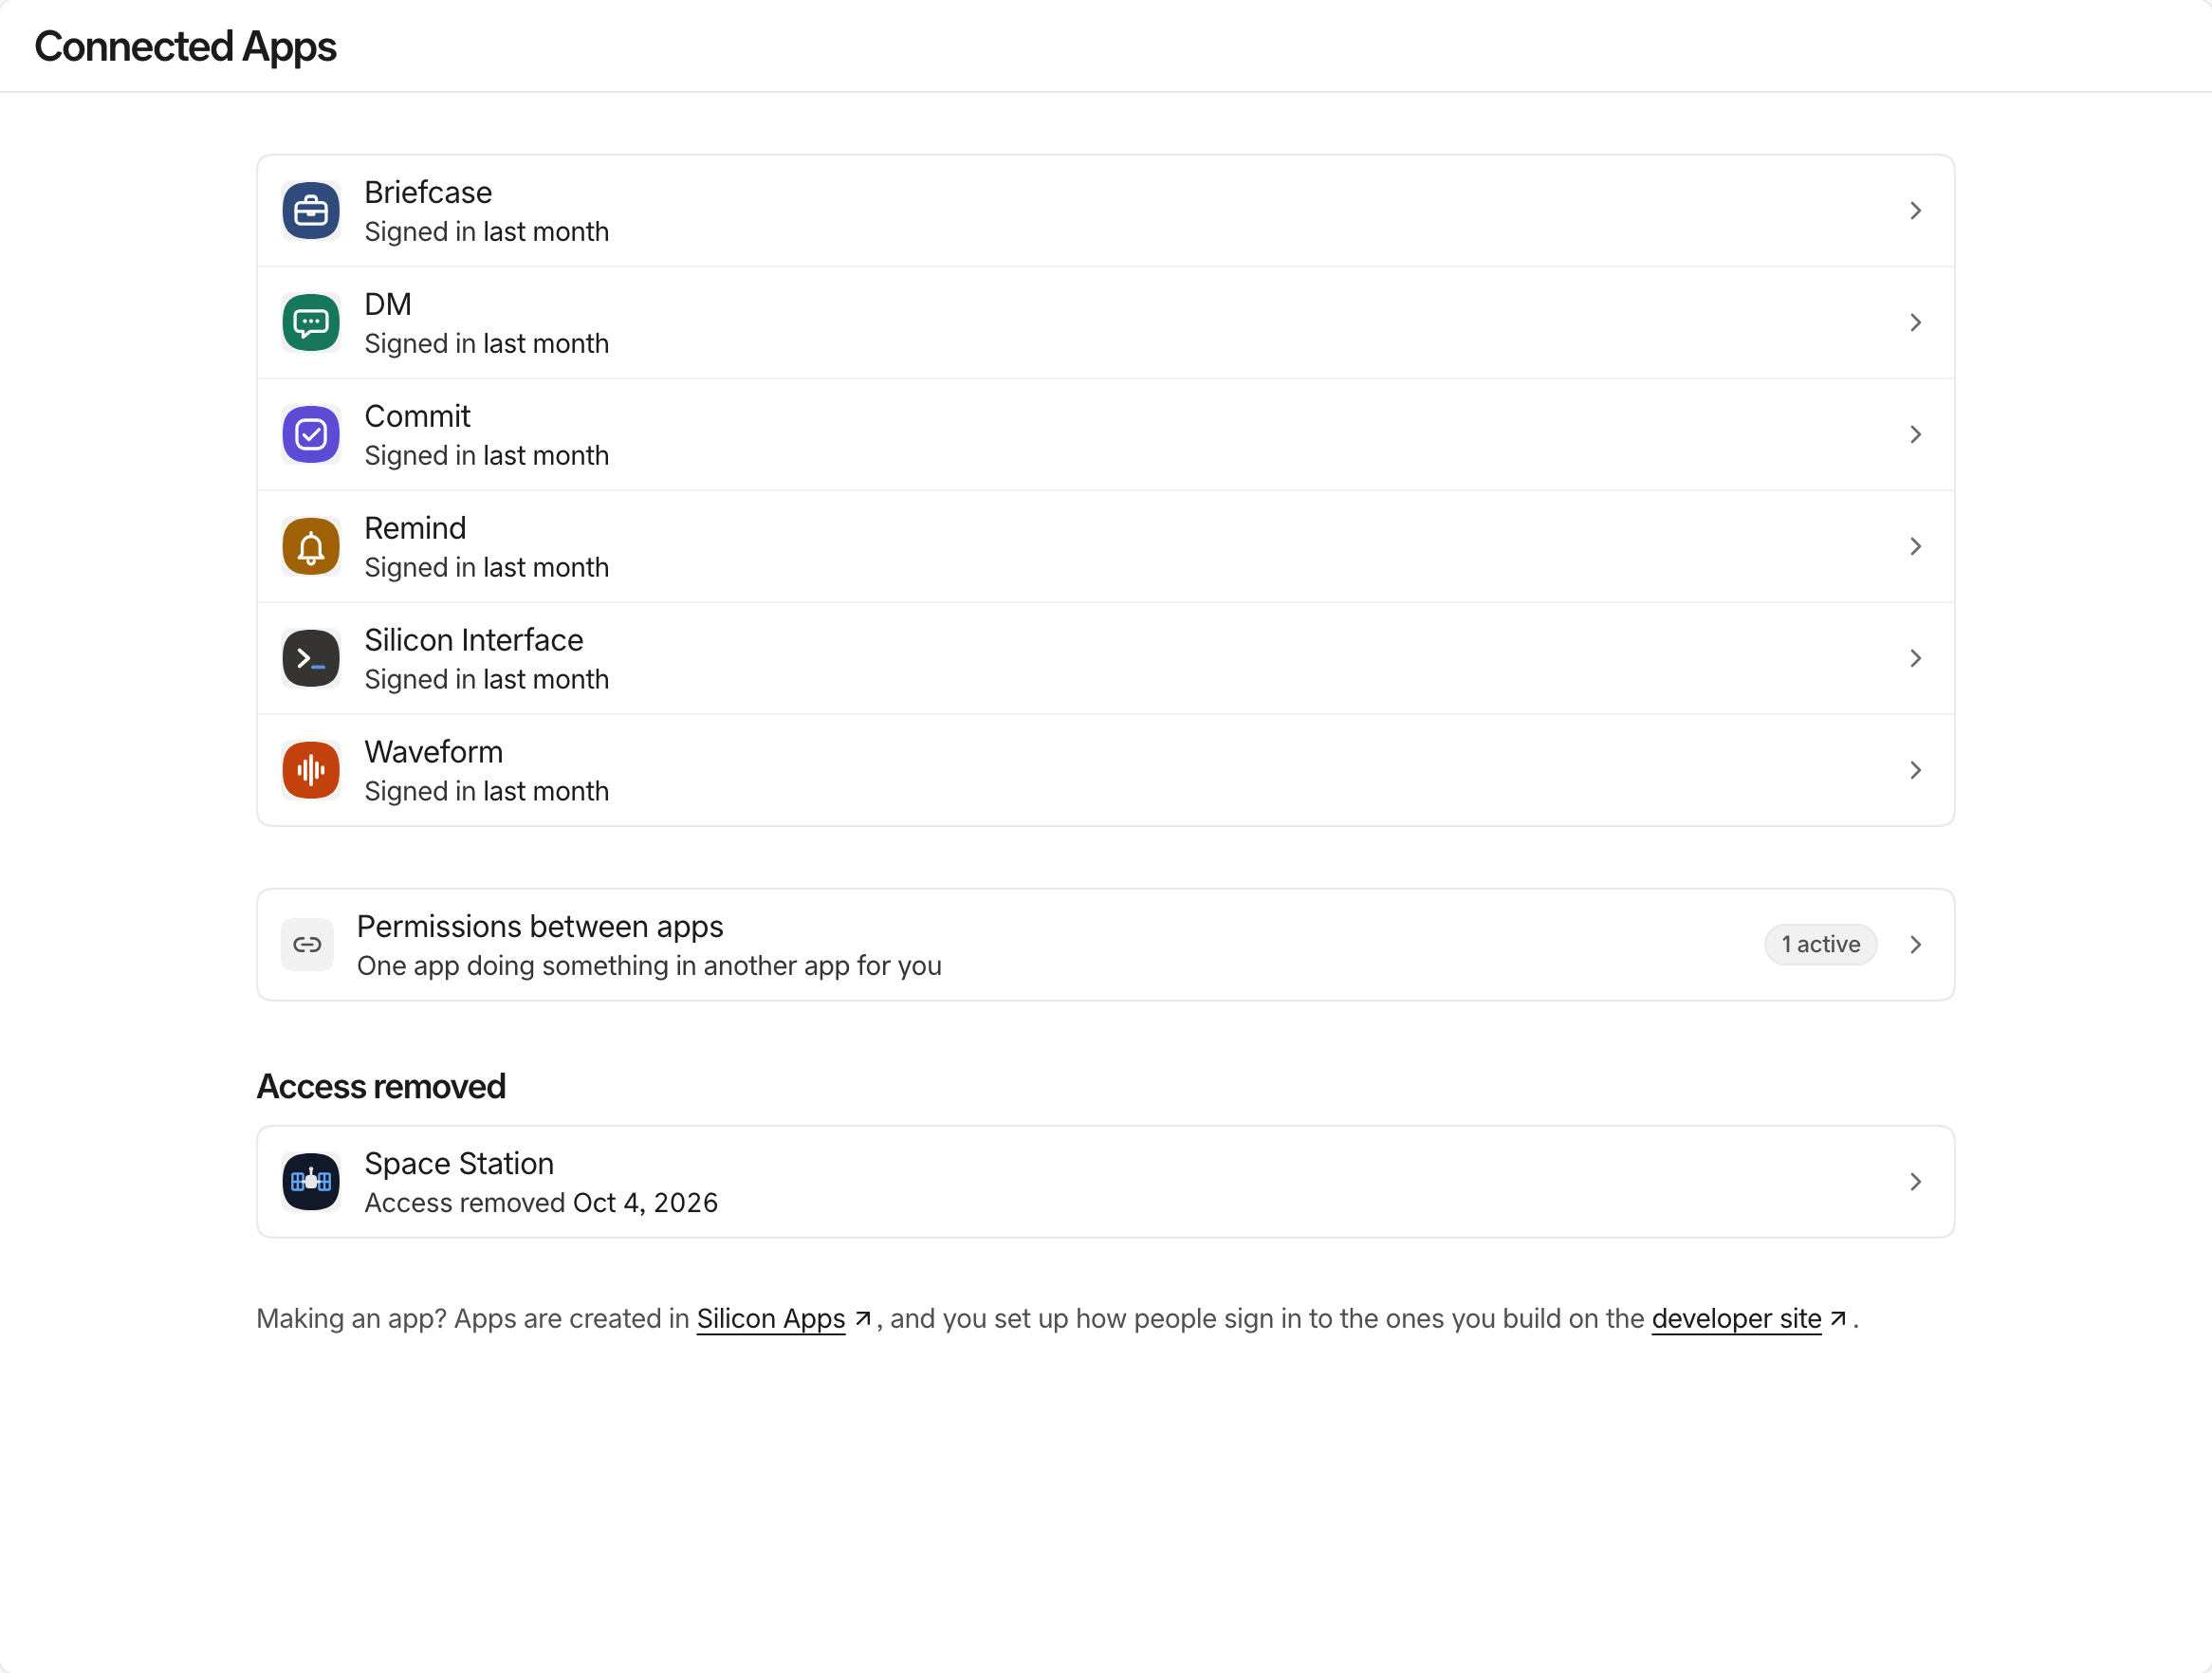 Connected Apps
Briefcase
Signed in last month
DM
Signed in last month
Commit
Signed in last month
Remind
Signed in last month
Silicon Interface
Signed in last month
Waveform
Signed in last month
Permissions between apps
One app doing something in another app for you
1 active
Access removed
Space Station
Access removed Oct 4, 2026
Making an app? Apps are created in Silicon Apps ↗, and you set up how people sign in to the ones you build on the developer site ↗.